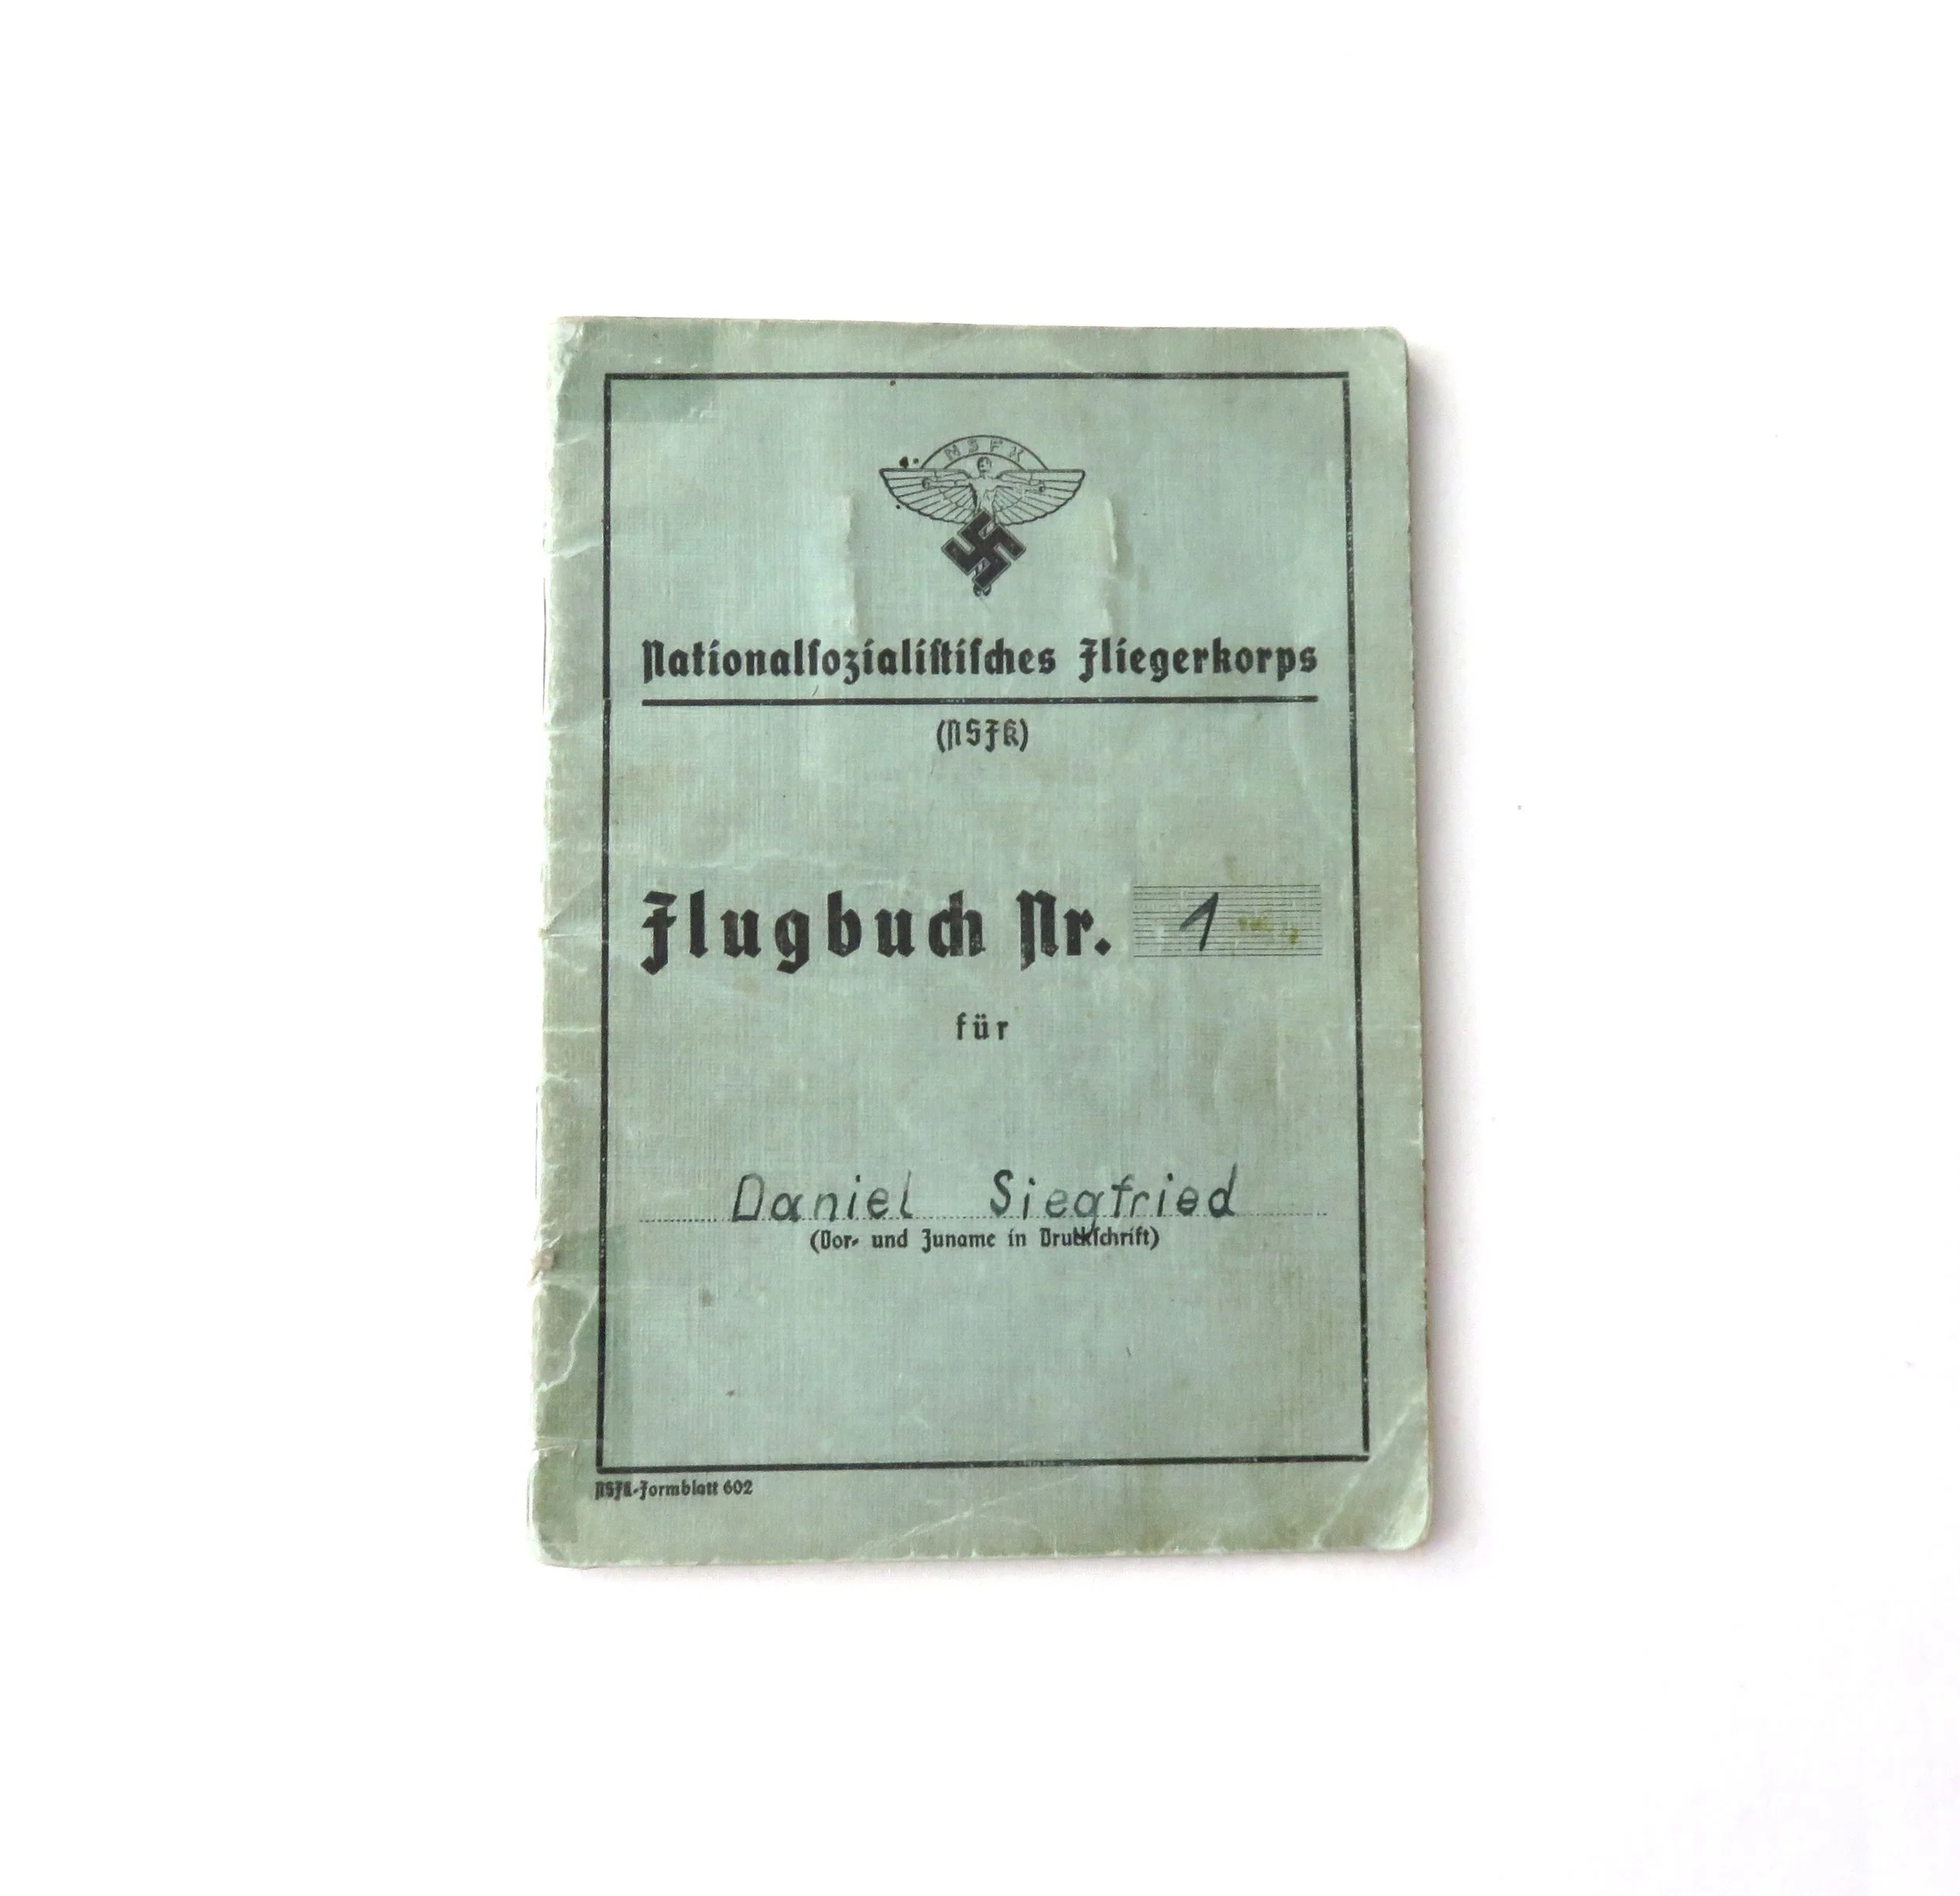 NSFK
Nationalsozialistisches Fliegerkorps
(NSFK)
Flugbuch Nr. 1
für
Daniel Siegfried
(Vor- und Zuname in Druckschrift)
NSFK-Formblatt 602